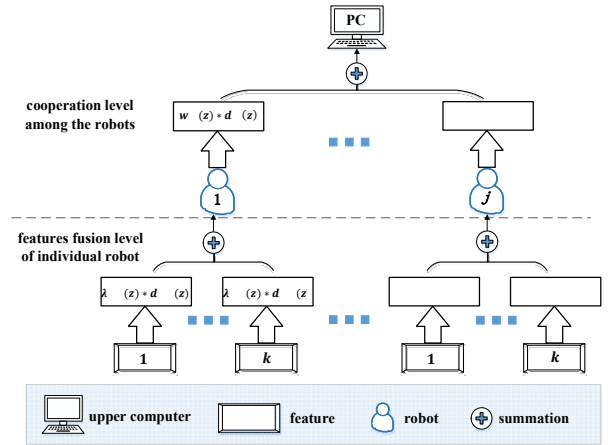 PC
cooperation level
among the robots
w (z) * d (z)
1
j
features fusion level
of individual robot
λ (z) * d (z)
λ (z) * d (z
1
k
1
k
upper computer
feature
robot
summation